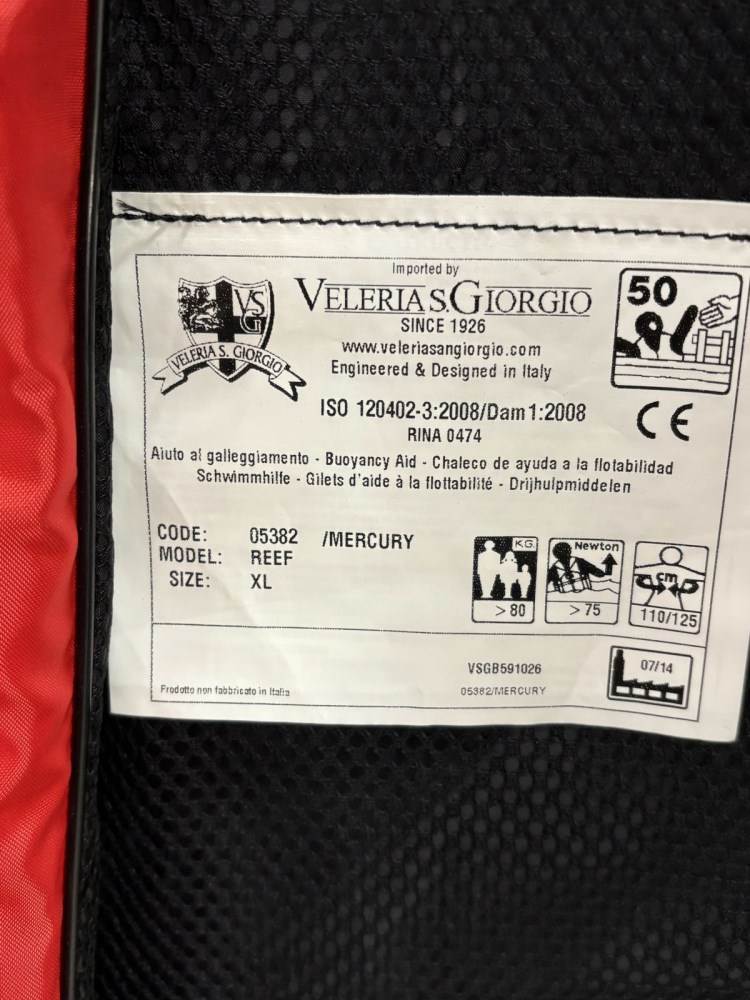 Imported by
VS
G
VELERIA S. GIORGIO
VELERIA S. GIORGIO
SINCE 1926
www.veleriasangiorgio.com
Engineered & Designed in Italy
50
ISO 120402-3:2008/Dam1:2008
RINA 0474
CE
Aiuto al galleggiamento - Buoyancy Aid - Chaleco de ayuda a la flotabilidad
Schwimmhilfe - Gilets d'aide à la flottabilité - Drijhulpmiddelen
CODE: 05382 /MERCURY
MODEL: REEF
SIZE: XL
KG. >80
Newton >75
cm 110/125
VSGB591026
07/14
Prodotto non fabbricato in Italia
05382/MERCURY